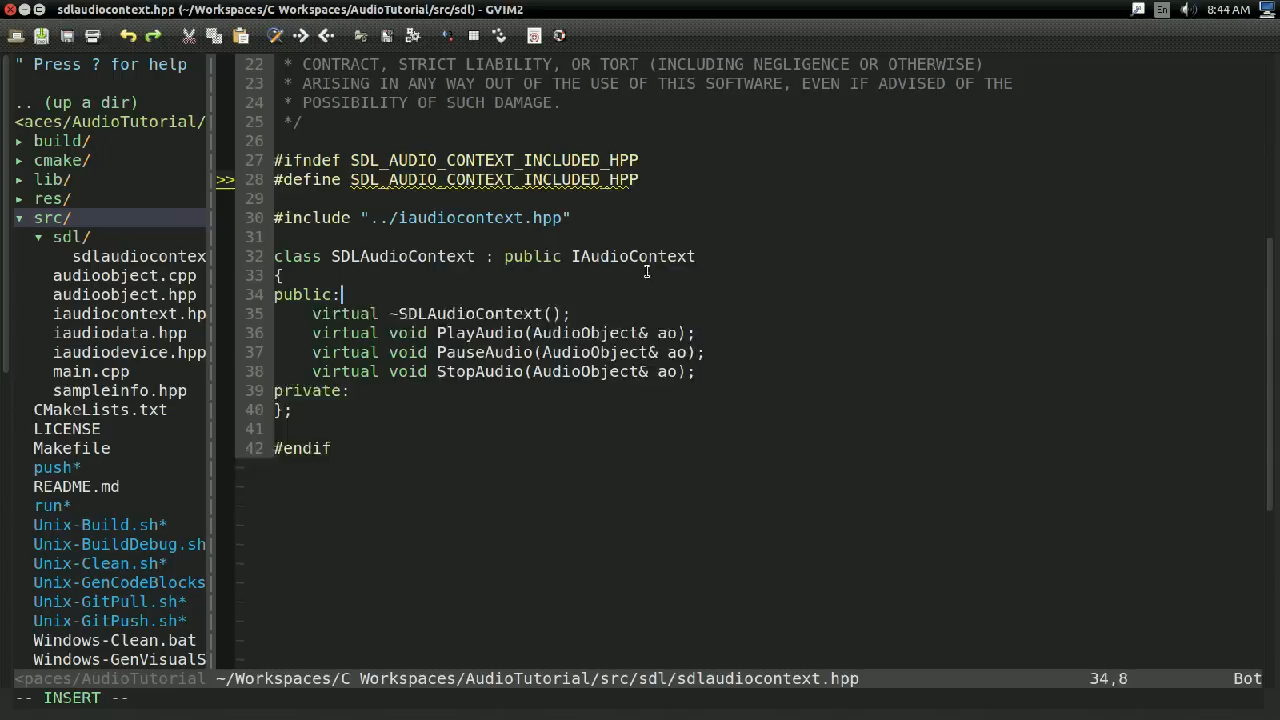 sdlaudiocontext.hpp (~/Workspaces/C Workspaces/AudioTutorial/src/sdl) - GVIM2
En
8:44 AM
" Press ? for help
.. (up a dir)
<aces/AudioTutorial/
▸ build/
▸ cmake/
▸ lib/
▸ res/
▾ src/
▾ sdl/
sdlaudiocontex
audioobject.cpp
audioobject.hpp
iaudiocontext.hp
iaudiodata.hpp
iaudiodevice.hpp
main.cpp
sampleinfo.hpp
CMakeLists.txt
LICENSE
Makefile
push*
README.md
run*
Unix-Build.sh*
Unix-BuildDebug.sh
Unix-Clean.sh*
Unix-GenCodeBlocks
Unix-GitPull.sh*
Unix-GitPush.sh*
Windows-Clean.bat
Windows-GenVisualS
22 * CONTRACT, STRICT LIABILITY, OR TORT (INCLUDING NEGLIGENCE OR OTHERWISE)
23 * ARISING IN ANY WAY OUT OF THE USE OF THIS SOFTWARE, EVEN IF ADVISED OF THE
24 * POSSIBILITY OF SUCH DAMAGE.
25 */
26
27 #ifndef SDL_AUDIO_CONTEXT_INCLUDED_HPP
>> 28 #define SDL_AUDIO_CONTEXT_INCLUDED_HPP
29
30 #include "../iaudiocontext.hpp"
31
32 class SDLAudioContext : public IAudioContext
33 {
34 public:
35 virtual ~SDLAudioContext();
36 virtual void PlayAudio(AudioObject& ao);
37 virtual void PauseAudio(AudioObject& ao);
38 virtual void StopAudio(AudioObject& ao);
39 private:
40 };
41
42 #endif
~
~
~
~
~
~
~
~
~
~
~
<paces/AudioTutorial ~/Workspaces/C Workspaces/AudioTutorial/src/sdl/sdlaudiocontext.hpp 34,8 Bot
-- INSERT --